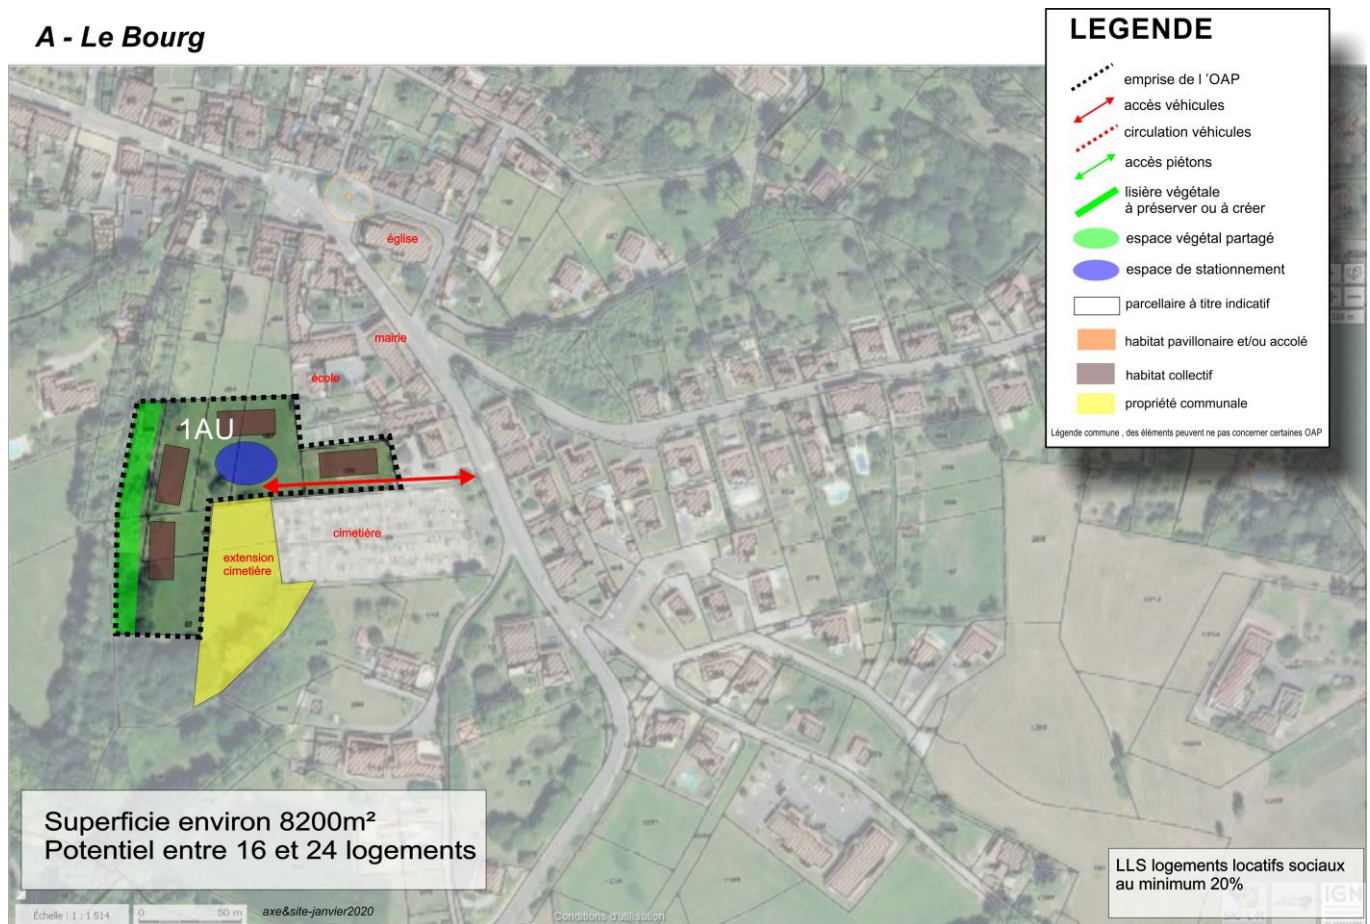 A - Le Bourg
LEGENDE
emprise de l 'OAP
accès véhicules
circulation véhicules
accès piétons
lisière végétale
à préserver ou à créer
espace végétal partagé
espace de stationnement
parcellaire à titre indicatif
habitat pavillonaire et/ou accolé
habitat collectif
propriété communale
Légende commune , des éléments peuvent ne pas concerner certaines OAP
église
mairie
école
1AU
cimetière
extension
cimetière
Superficie environ 8200m²
Potentiel entre 16 et 24 logements
LLS logements locatifs sociaux
au minimum 20%
Échelle : 1 : 1 514
0 50 m
axe&site-janvier2020
Conditions d'utilisation
IGN